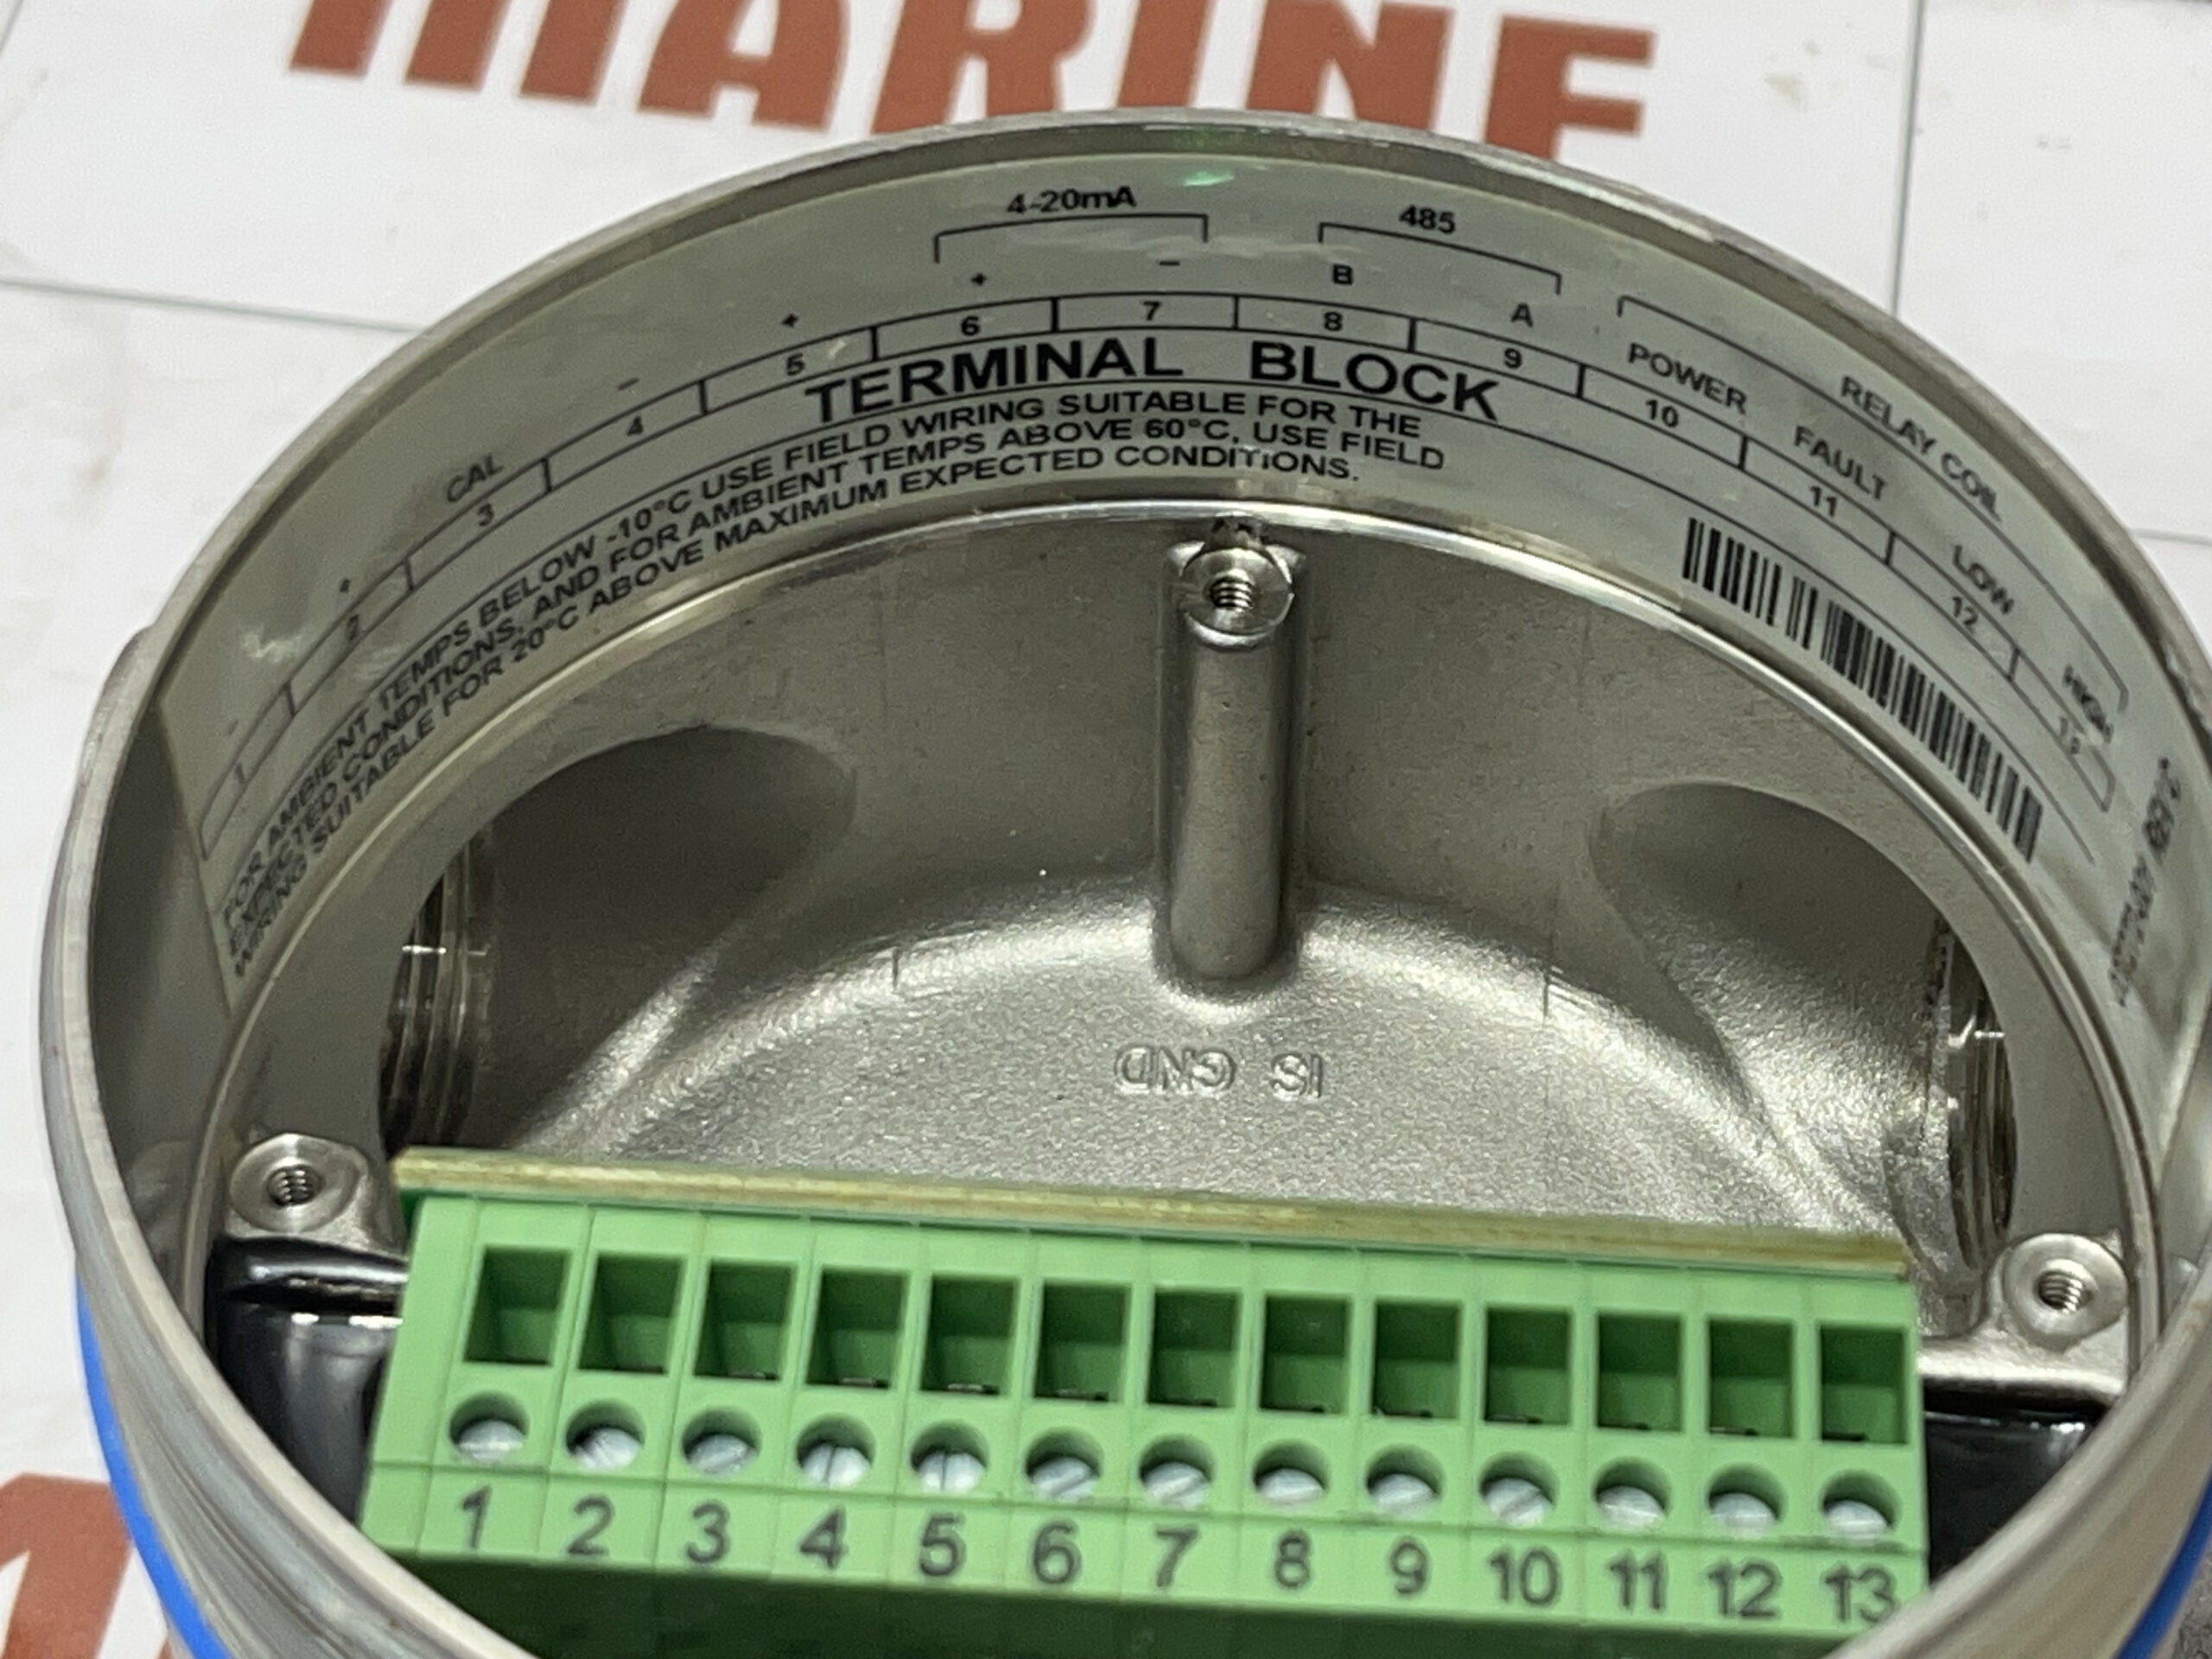 MARINE
4-20mA 485 RELAY COIL
- + CAL - + + - B A POWER FAULT LOW HIGH
1 2 3 4 5 6 7 8 9 10 11 12 13
TERMINAL BLOCK
FOR AMBIENT TEMPS BELOW -10°C USE FIELD WIRING SUITABLE FOR THE
EXPECTED CONDITIONS, AND FOR AMBIENT TEMPS ABOVE 60°C, USE FIELD
WIRING SUITABLE FOR 20°C ABOVE MAXIMUM EXPECTED CONDITIONS.
REV C
IS GND
1 2 3 4 5 6 7 8 9 10 11 12 13